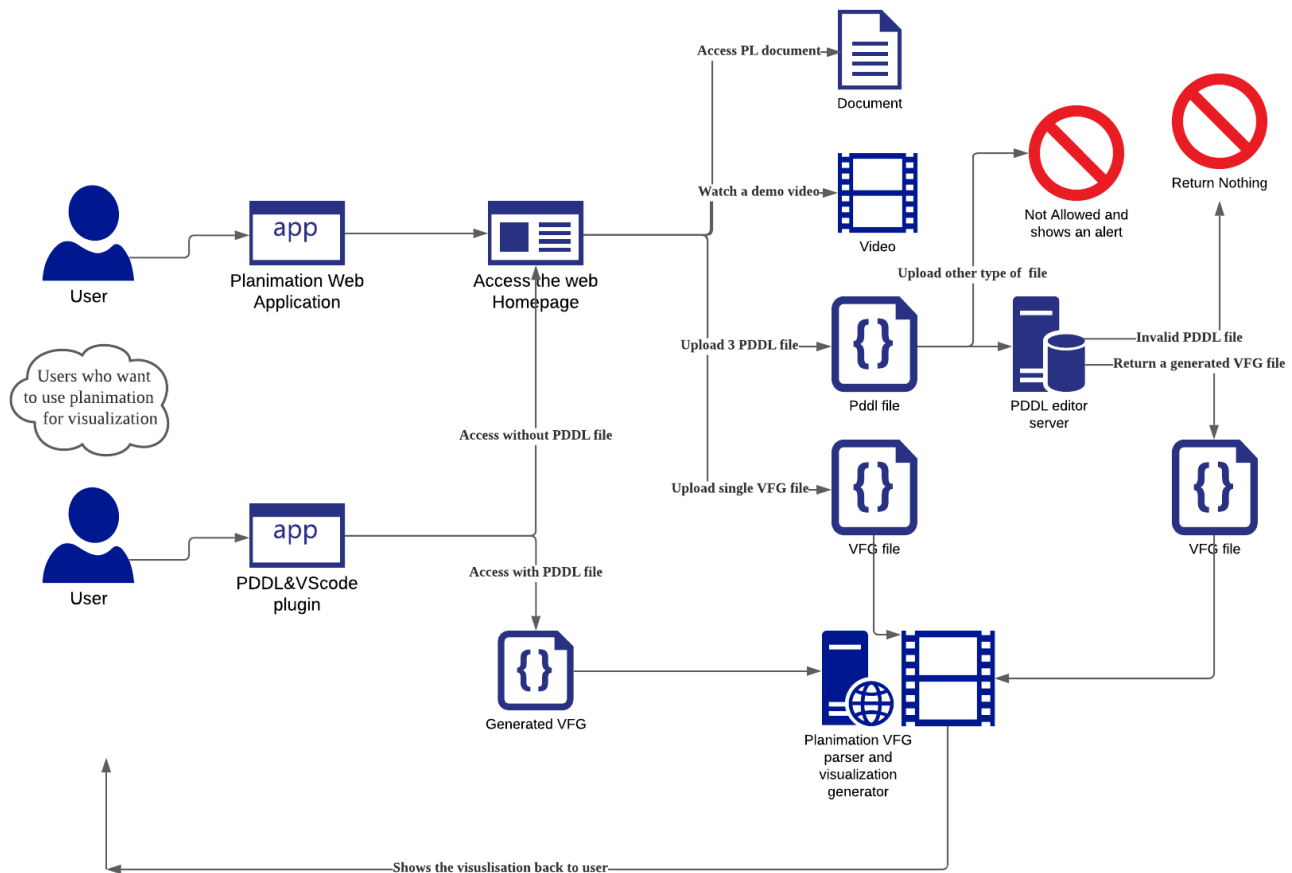 Access PL document
Document
Watch a demo video
Video
Not Allowed and
shows an alert
Return Nothing
app
Planimation Web
Application
User
Access the web
Homepage
Upload other type of file
Upload 3 PDDL file
Pddl file
PDDL editor
server
Invalid PDDL file
Return a generated VFG file
Users who want
to use planimation
for visualization
Access without PDDL file
Upload single VFG file
VFG file
VFG file
User
app
PDDL&VScode
plugin
Access with PDDL file
Generated VFG
Planimation VFG
parser and
visualization
generator
Shows the visuslisation back to user